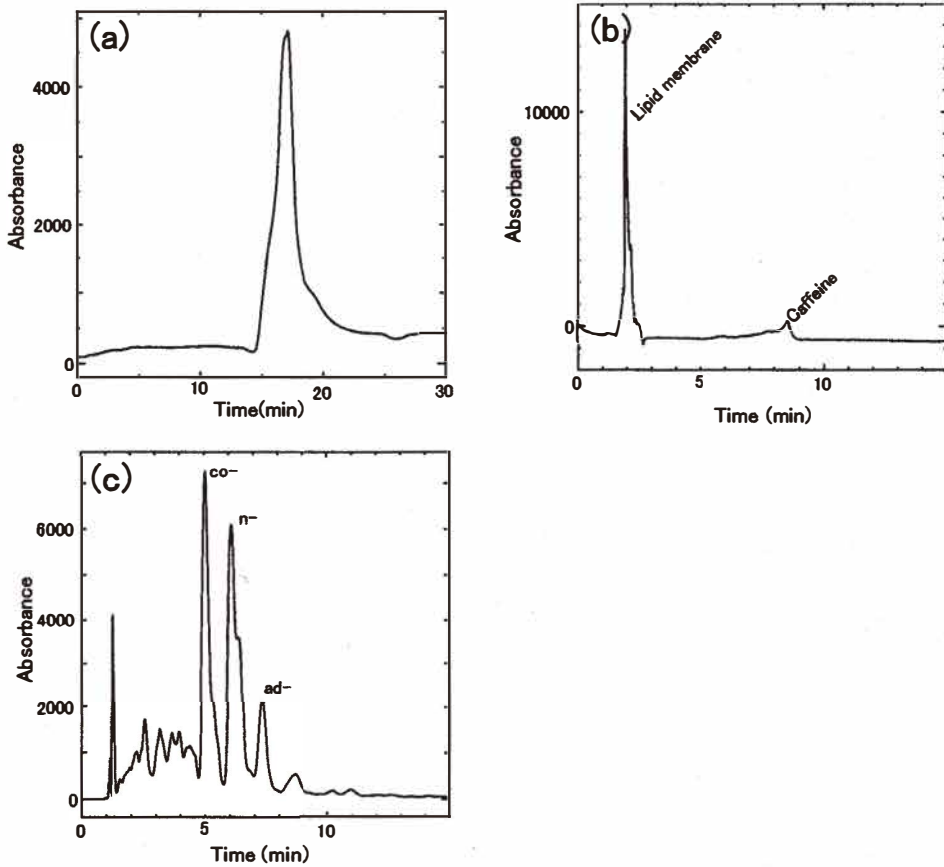 (a)
4000
2000
0
Absorbance
0 10 20 30
Time(min)
(b)
Lipid membrane
10000
0
Absorbance
Caffeine
0 5 10
Time (min)
(c)
co-
n-
6000
4000
ad-
2000
0
Absorbance
0 5 10
Time (min)